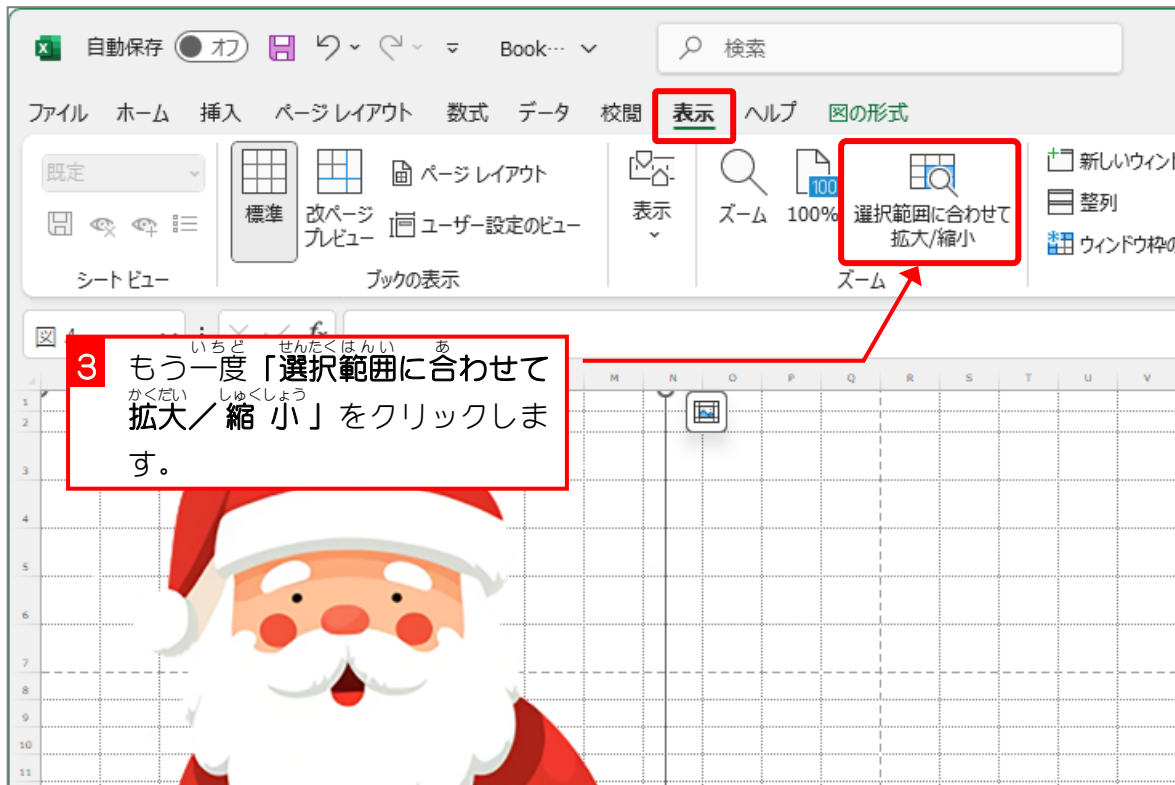 自動保存 オフ Book… 検索
ファイル ホーム 挿入 ページ レイアウト 数式 データ 校閲 表示 ヘルプ 図の形式
既定
標準
改ページ
プレビュー
ページ レイアウト
ユーザー設定のビュー
表示
ズーム
100
100%
選択範囲に合わせて
拡大/縮小
新しいウィンド
整列
ウィンドウ枠の
シート ビュー ブックの表示 ズーム
図
fx
いちど せんたくはんい あ
3 もう一度「選択範囲に合わせて
かくだい しゅくしょう
拡大／縮小」をクリックしま
す。
M N O P Q R S T U V
1
2
3
4
5
6
7
8
9
10
11